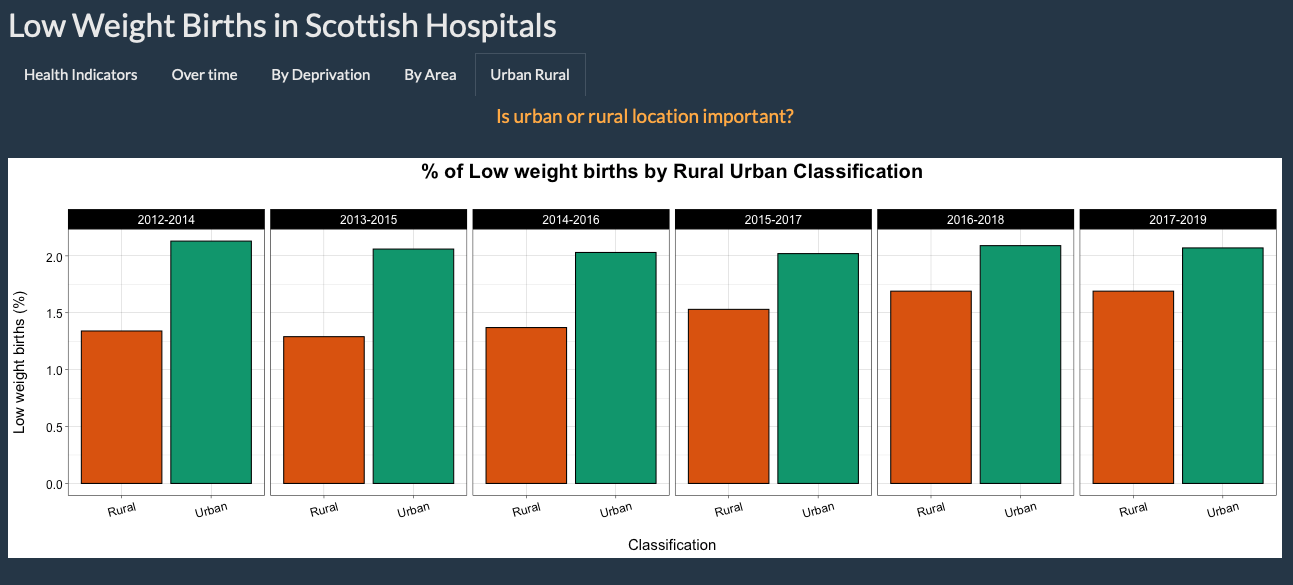 Low Weight Births in Scottish Hospitals
Health Indicators Over time By Deprivation By Area Urban Rural
Is urban or rural location important?
% of Low weight births by Rural Urban Classification
2012-2014 2013-2015 2014-2016 2015-2017 2016-2018 2017-2019
Low weight births (%)
2.0
1.5
1.0
0.5
0.0
Rural Urban Rural Urban Rural Urban Rural Urban Rural Urban Rural Urban
Classification